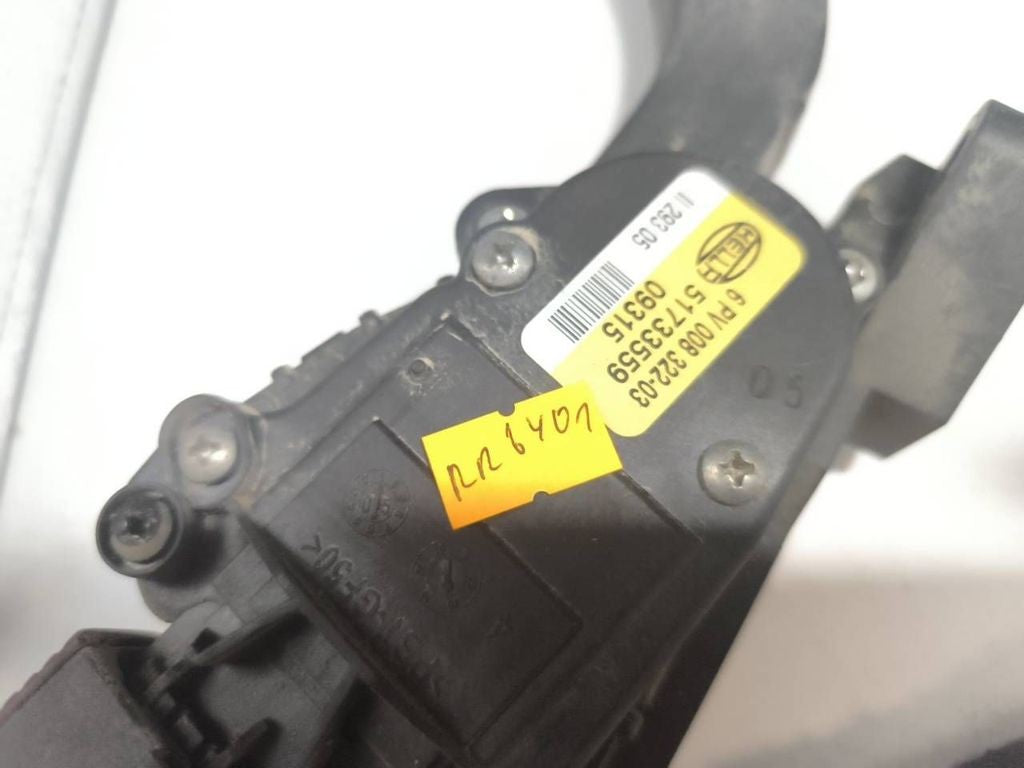 II 293 05
HELLA
6 PV 008 322-03
51733559
09315
05
RR6401